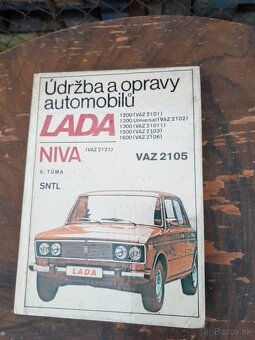 Údržba a opravy
automobilů
LADA
1200 (VAZ 2101)
1200 Universal (VAZ 2102)
1300 (VAZ 21011)
1500 (VAZ 2103)
1600 (VAZ 2106)
NIVA (VAZ 2121)
VAZ 2105
V. TŮMA
SNTL
LADA
Bazos.sk